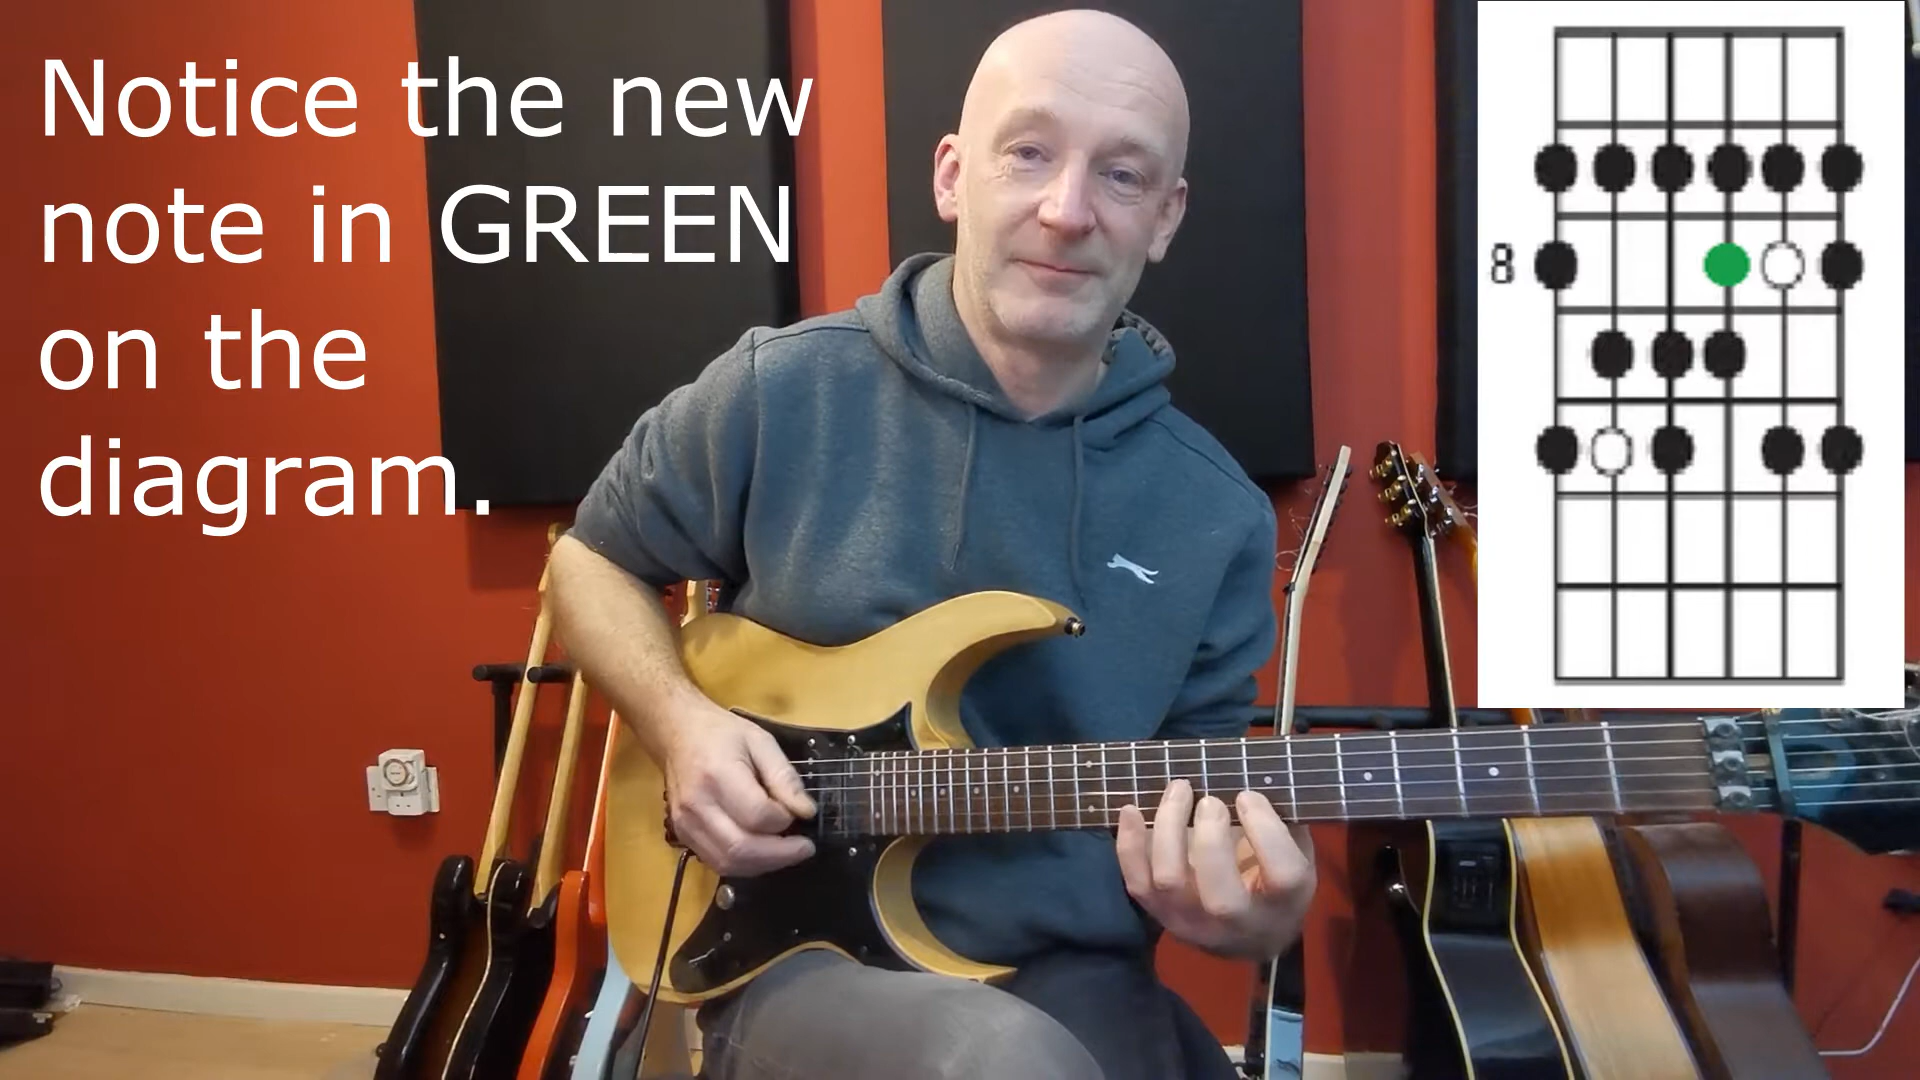 Notice the new
note in GREEN
on the
diagram.
8